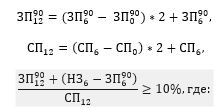 ЗП₁₂⁹⁰ = (ЗП₆⁹⁰ − ЗП₀⁹⁰) * 2 + ЗП₆⁹⁰,
СП₁₂ = (СП₆ − СП₀) * 2 + СП₆,
(ЗП₁₂⁹⁰ + (НЗ₆ − ЗП₆⁹⁰)) / СП₁₂ ≥ 10%, где: